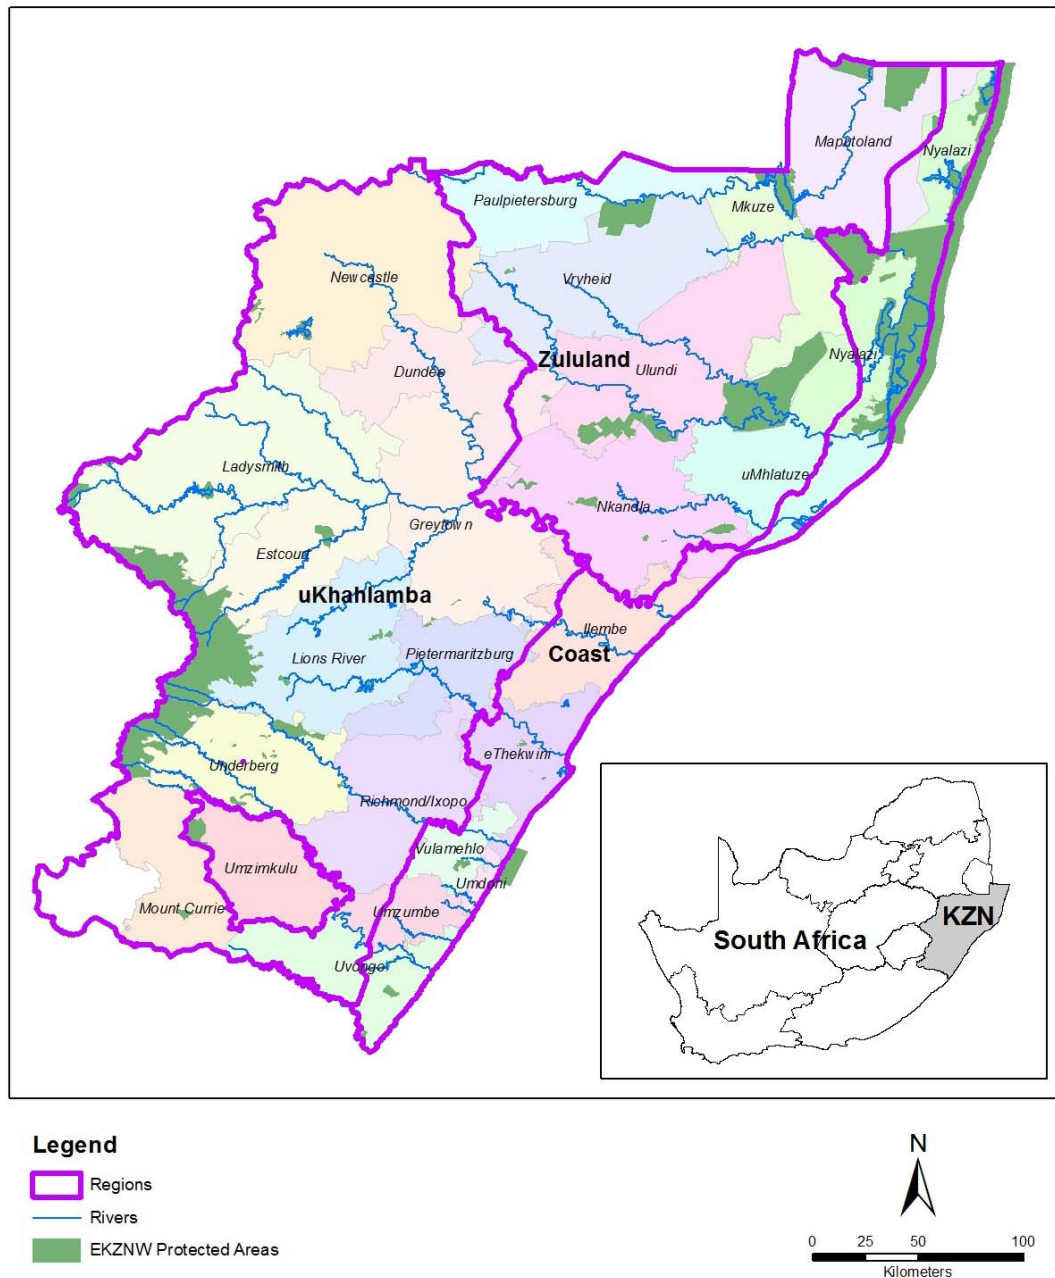 Maputoland
Nyalazi
Paulpietersburg
Mkuze
Newcastle
Vryheid
Nyalazi
Zululand
Ulundi
Dundee
Ladysmith
uMhlatuze
Nkandla
Greytown
Estcourt
uKhahlamba
Ilembe
Lions River
Pietermaritzburg
Coast
eThekwini
Underberg
Richmond/Ixopo
Vulamehlo
Umzimkulu
Umdoni
Mount Currie
Umzumbe
Uvongo
KZN
South Africa
Legend
Regions
Rivers
EKZNW Protected Areas
N
0 25 50 100
Kilometers